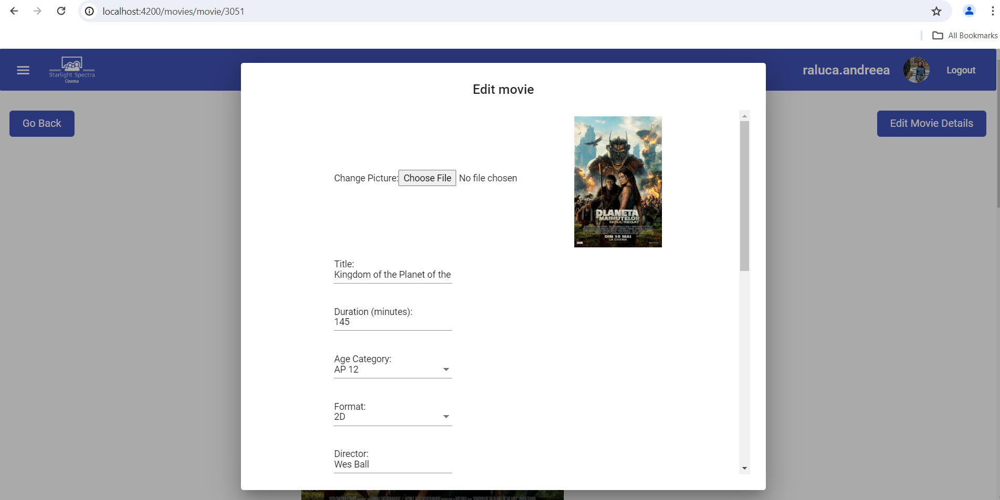 localhost:4200/movies/movie/3051
All Bookmarks
Starlight Spectra
Cinema
raluca.andreea
Logout
Edit movie
Go Back
Edit Movie Details
Change Picture:
Choose File
No file chosen
PLANETA
MAIMUTELOR
NOUL REGAT
DIN 10 MAI
LA CINEMA
Title:
Kingdom of the Planet of the
Duration (minutes):
145
Age Category:
AP 12
Format:
2D
Director:
Wes Ball